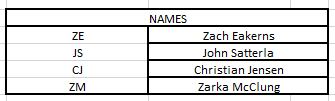 NAMES
ZE Zach Eakerns
JS John Satterla
CJ Christian Jensen
ZM Zarka McClung